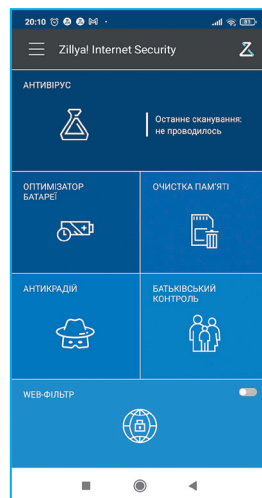 20:10
Zillya! Internet Security
АНТИВІРУС
Останнє сканування:
не проводилось
ОПТИМІЗАТОР
БАТАРЕЇ
ОЧИСТКА ПАМ'ЯТІ
АНТИКРАДІЙ
БАТЬКІВСЬКИЙ
КОНТРОЛЬ
WEB-ФІЛЬТР